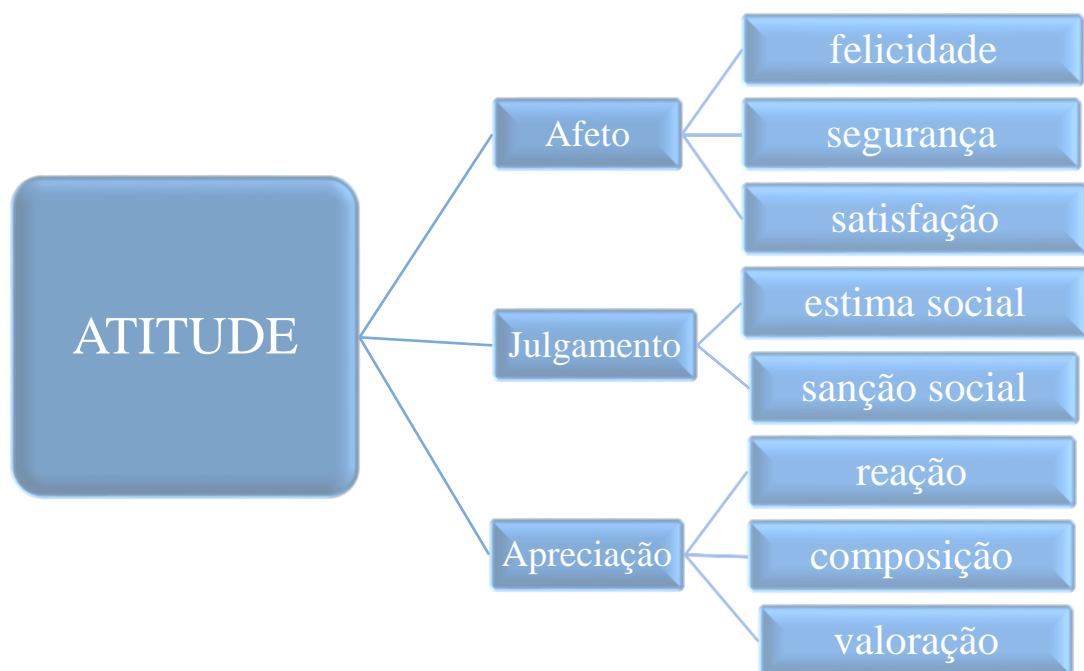 ATITUDE
Afeto
felicidade
segurança
satisfação
Julgamento
estima social
sanção social
Apreciação
reação
composição
valoração